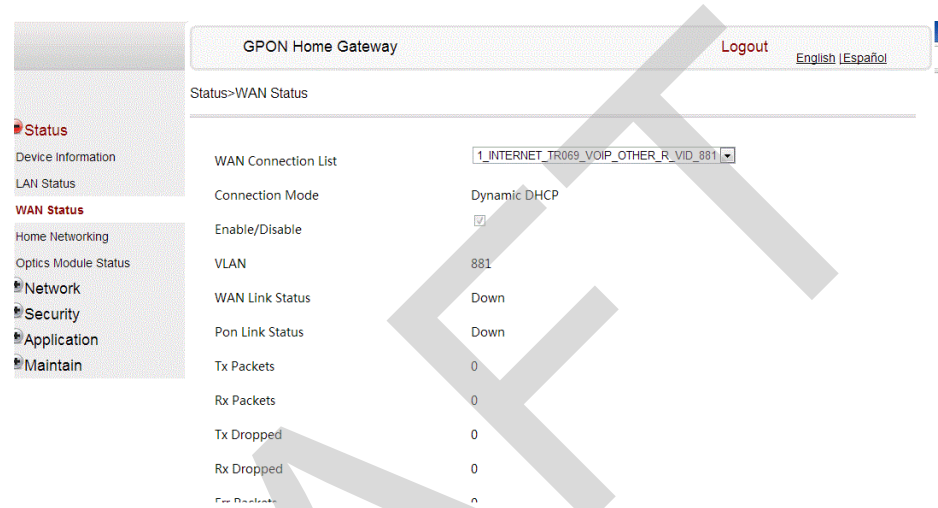 GPON Home Gateway
Logout
English | Español
Status>WAN Status
Status
Device Information
LAN Status
WAN Status
Home Networking
Optics Module Status
Network
Security
Application
Maintain
WAN Connection List 1_INTERNET_TR069_VOIP_OTHER_R_VID_881
Connection Mode Dynamic DHCP
Enable/Disable
VLAN 881
WAN Link Status Down
Pon Link Status Down
Tx Packets 0
Rx Packets 0
Tx Dropped 0
Rx Dropped 0
Err Packets 0